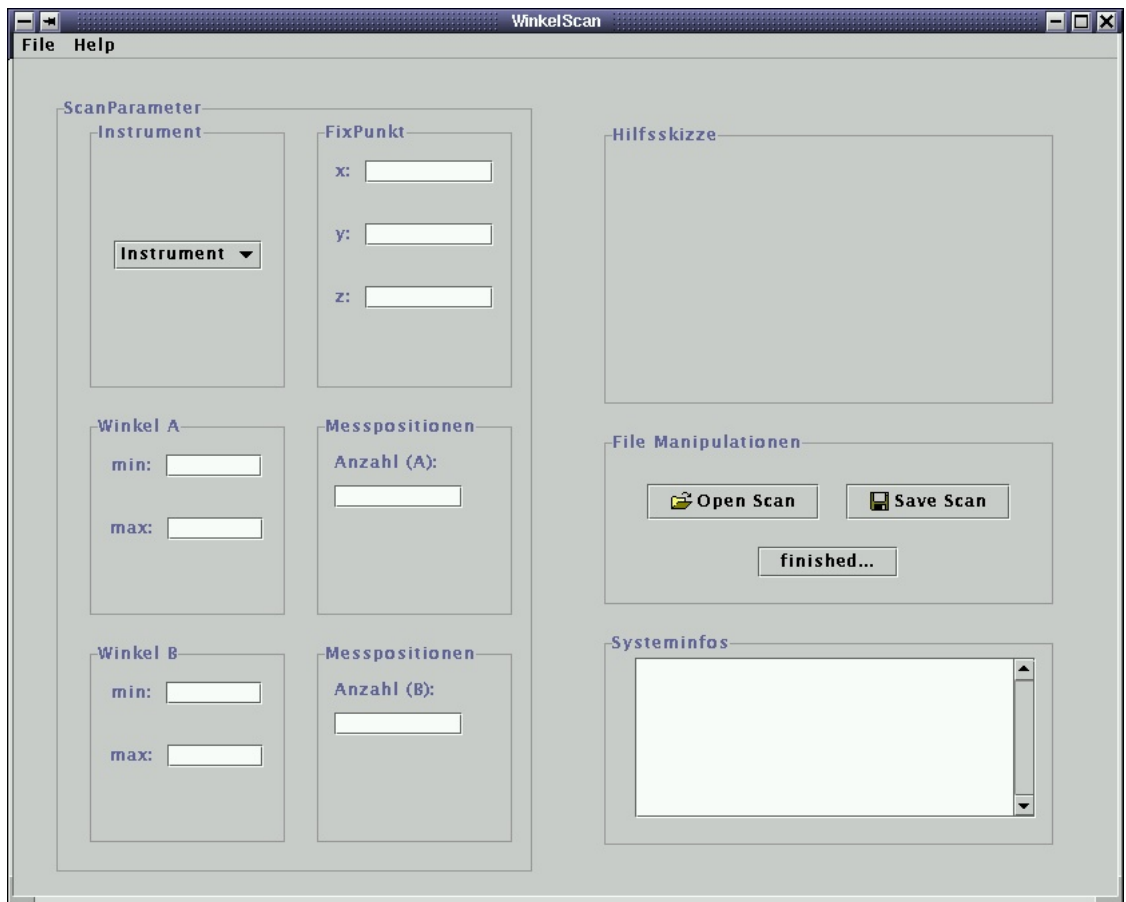 WinkelScan
File Help
ScanParameter
Instrument
Instrument
FixPunkt
x:
y:
z:
Winkel A
min:
max:
Messpositionen
Anzahl (A):
Winkel B
min:
max:
Messpositionen
Anzahl (B):
Hilfsskizze
File Manipulationen
Open Scan
Save Scan
finished...
Systeminfos